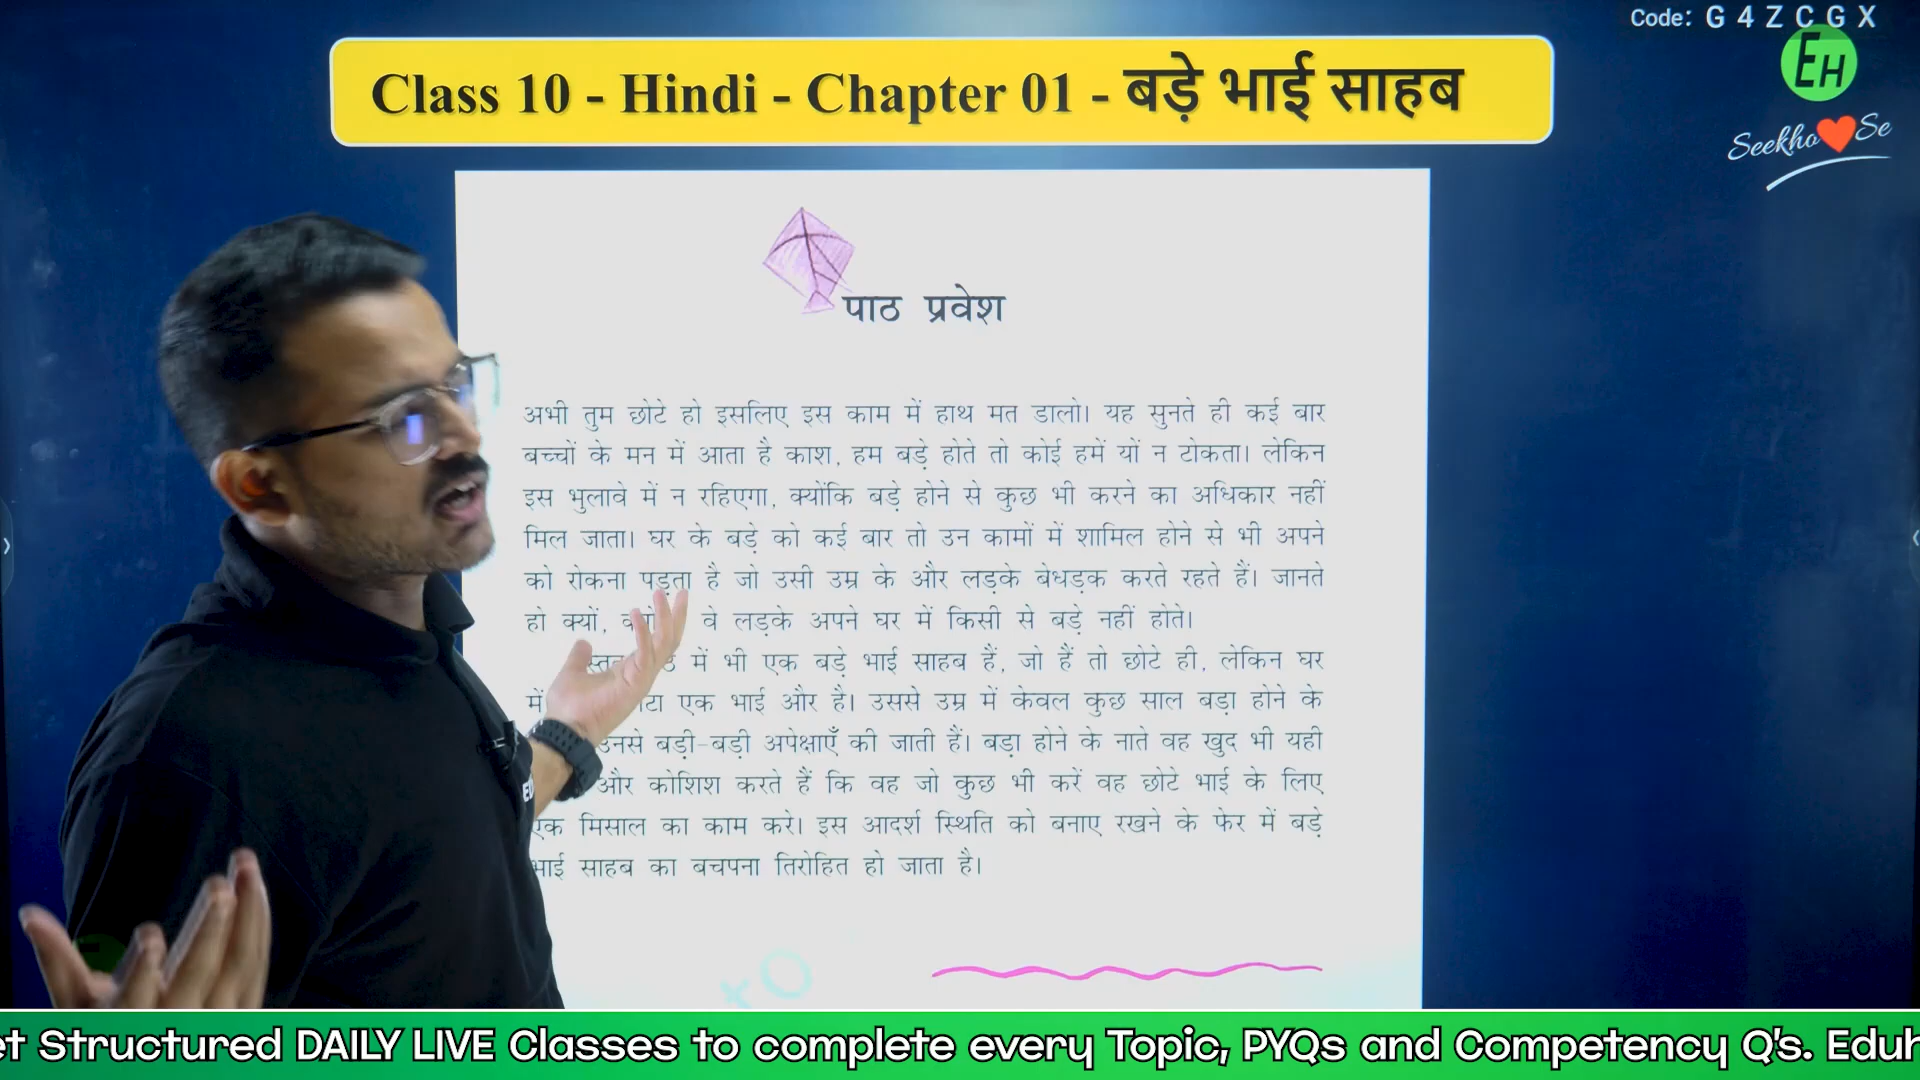 Code: G 4 Z C G X
EH
Class 10 - Hindi - Chapter 01 - बड़े भाई साहब
Seekho Se
पाठ प्रवेश
अभी तुम छोटे हो इसलिए इस काम में हाथ मत डालो। यह सुनते ही कई बार
बच्चों के मन में आता है काश, हम बड़े होते तो कोई हमें यों न टोकता। लेकिन
इस भुलावे में न रहिएगा, क्योंकि बड़े होने से कुछ भी करने का अधिकार नहीं
मिल जाता। घर के बड़े को कई बार तो उन कामों में शामिल होने से भी अपने
को रोकना पड़ता है जो उसी उम्र के और लड़के बेधड़क करते रहते हैं। जानते
हो क्यों, वे लड़के अपने घर में किसी से बड़े नहीं होते।
में भी एक बड़े भाई साहब हैं, जो हैं तो छोटे ही, लेकिन घर
में एक भाई और है। उससे उम्र में केवल कुछ साल बड़ा होने के
उनसे बड़ी-बड़ी अपेक्षाएँ की जाती हैं। बड़ा होने के नाते वह खुद भी यही
और कोशिश करते हैं कि वह जो कुछ भी करें वह छोटे भाई के लिए
एक मिसाल का काम करे। इस आदर्श स्थिति को बनाए रखने के फेर में बड़े
भाई साहब का बचपना तिरोहित हो जाता है।
Structured DAILY LIVE Classes to complete every Topic, PYQs and Competency Q's.